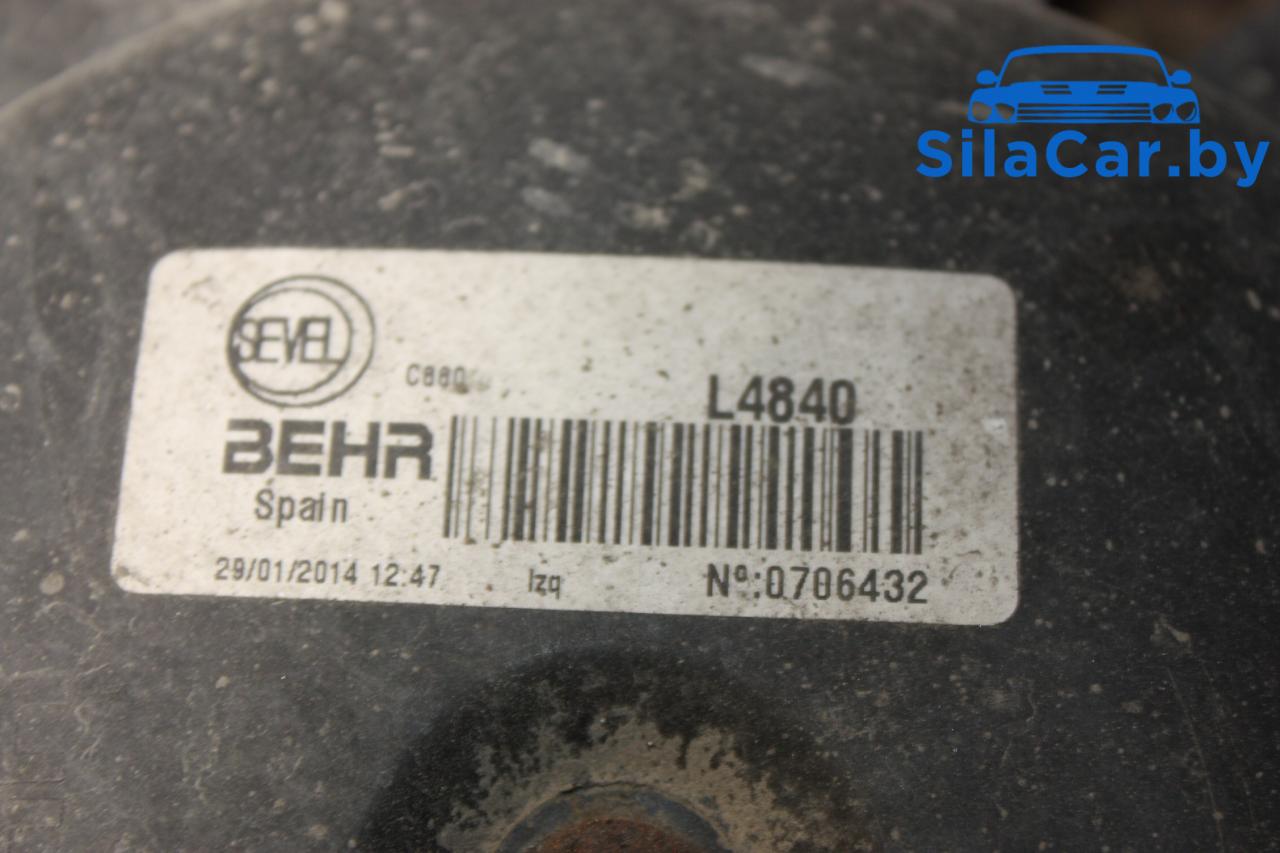 SilaCar.by
SEVEL
C880
L4840
BEHR
Spain
29/01/2014 12:47 Izq Nº:0706432